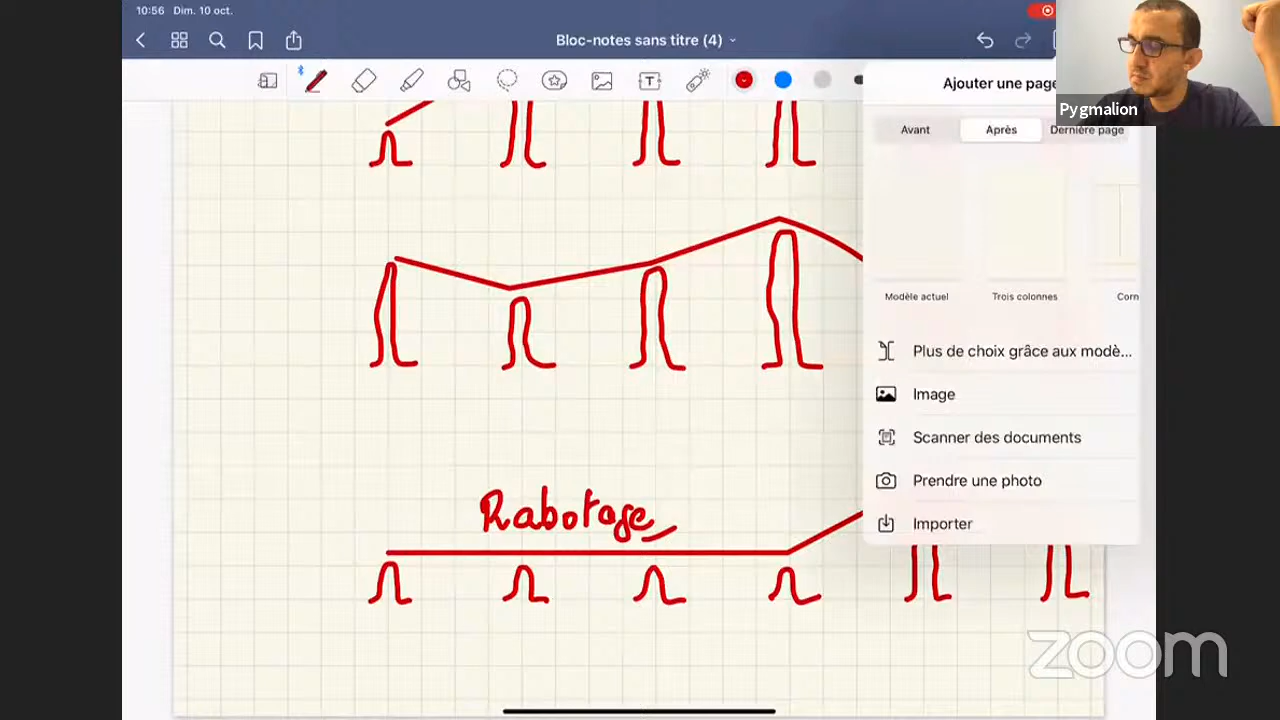 10:56 Dim. 10 oct.
Bloc-notes sans titre (4)
Ajouter une page
Pygmalion
Avant
Après
Dernière page
Modèle actuel
Trois colonnes
Corn
Plus de choix grâce aux modè...
Image
Scanner des documents
Prendre une photo
Importer
Rabotage
zoom